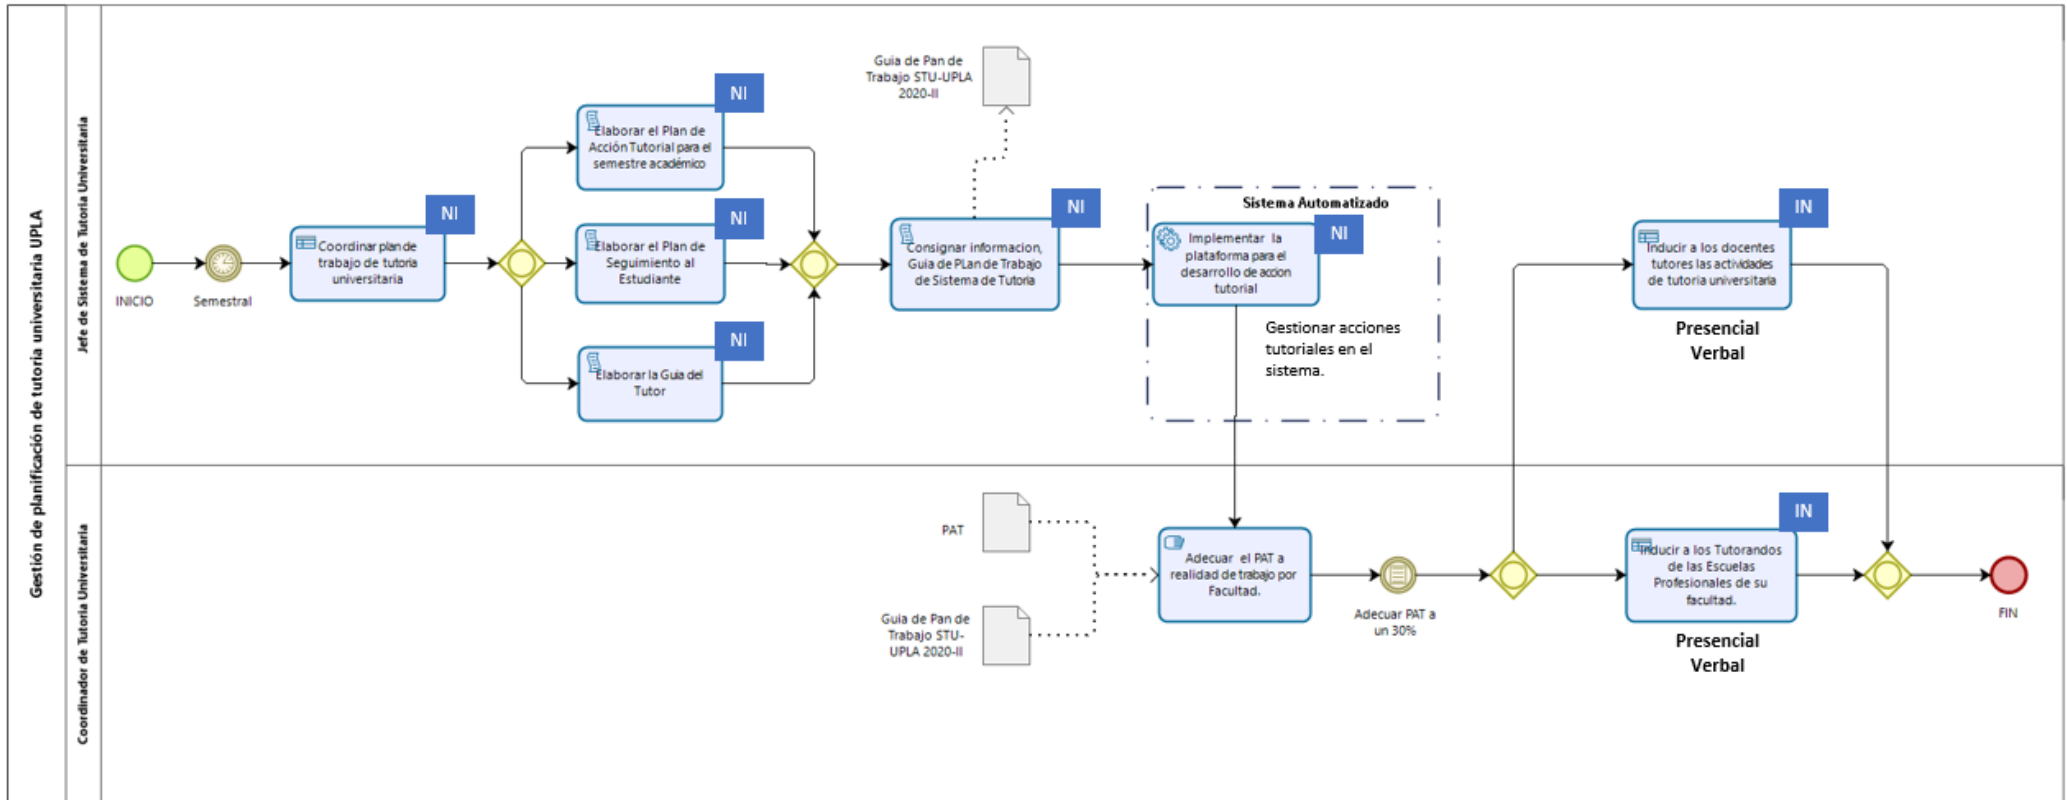 Gestión de planificación de tutoria universitaria UPLA
Jefe de Sistema de Tutoria Universitaria
INICIO
Semestral
NI
Coordinar plan de
trabajo de tutoria
universitaria
NI
Elaborar el Plan de
Acción Tutorial para el
semestre académico
NI
Elaborar el Plan de
Seguimiento al
Estudiante
NI
Elaborar la Guia del
Tutor
Guia de Pan de
Trabajo STU-UPLA
2020-II
NI
Consignar informacion,
Guia de PLan de Trabajo
de Sistema de Tutoria
Sistema Automatizado
NI
Implementar la
plataforma para el
desarrollo de accion
tutorial
Gestionar acciones
tutoriales en el
sistema.
IN
Inducir a los docentes
tutores las actividades
de tutoria universitaria
Presencial
Verbal
Coordinador de Tutoria Universitaria
PAT
Guia de Pan de
Trabajo STU-
UPLA 2020-II
Adecuar el PAT a
realidad de trabajo por
Facultad.
Adecuar PAT a
un 30%
IN
Inducir a los Tutorandos
de las Escuelas
Profesionales de su
facultad.
Presencial
Verbal
FIN